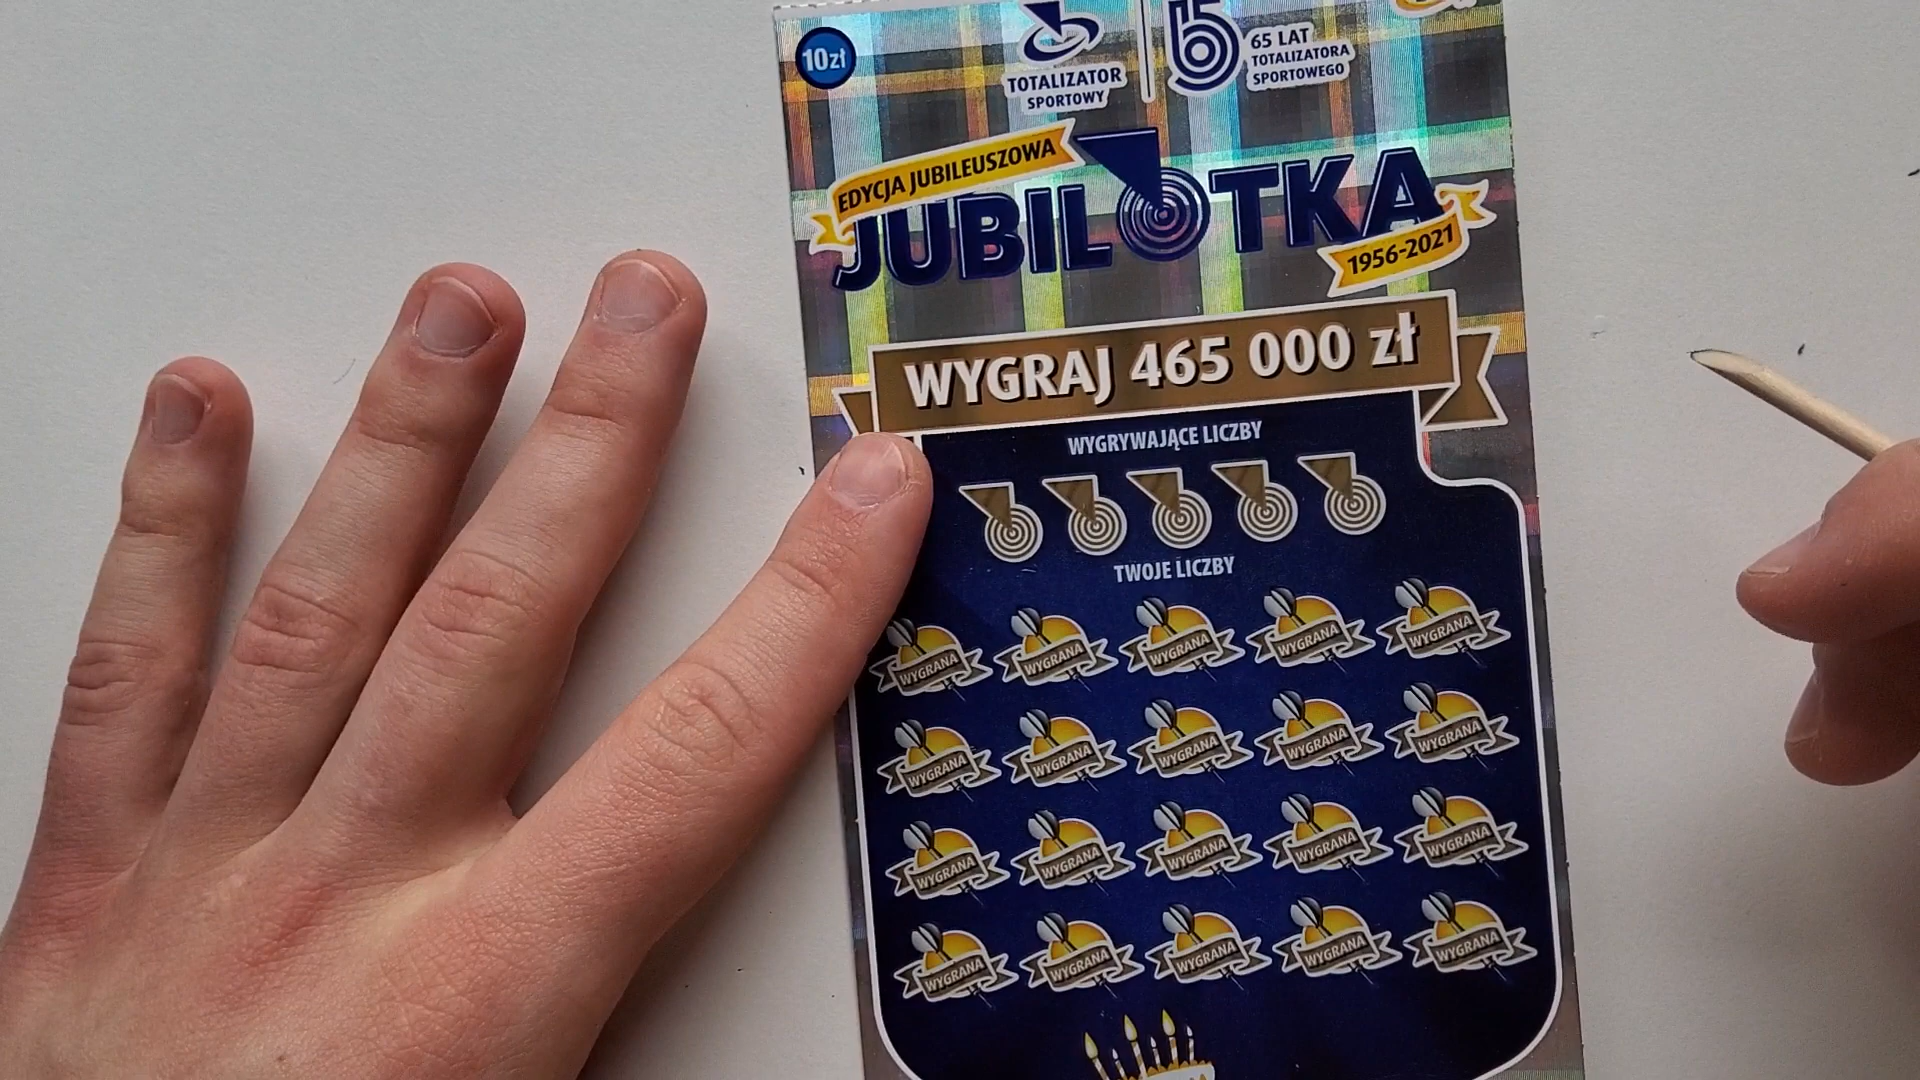 10zł
TOTALIZATOR
SPORTOWY
65 LAT
TOTALIZATORA
SPORTOWEGO
EDYCJA JUBILEUSZOWA
JUBILOTKA
1956-2021
WYGRAJ 465 000 zł
WYGRYWAJĄCE LICZBY
TWOJE LICZBY
WYGRANA WYGRANA WYGRANA WYGRANA WYGRANA
WYGRANA WYGRANA WYGRANA WYGRANA WYGRANA
WYGRANA WYGRANA WYGRANA WYGRANA WYGRANA
WYGRANA WYGRANA WYGRANA WYGRANA WYGRANA